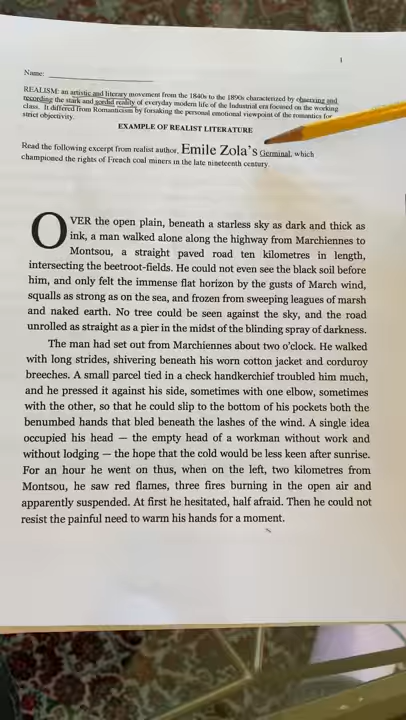 1
Name:
REALISM: an artistic and literary movement from the 1840s to the 1890s characterized by observing and
recording the stark and sordid reality of everyday modern life of the Industrial era focused on the working
class. It differed from Romanticism by forsaking the personal emotional viewpoint of the romantics for
strict objectivity.
EXAMPLE OF REALIST LITERATURE
Read the following excerpt from realist author, Emile Zola's Germinal, which
championed the rights of French coal miners in the late nineteenth century.
OVER the open plain, beneath a starless sky as dark and thick as
ink, a man walked alone along the highway from Marchiennes to
Montsou, a straight paved road ten kilometres in length,
intersecting the beetroot-fields. He could not even see the black soil before
him, and only felt the immense flat horizon by the gusts of March wind,
squalls as strong as on the sea, and frozen from sweeping leagues of marsh
and naked earth. No tree could be seen against the sky, and the road
unrolled as straight as a pier in the midst of the blinding spray of darkness.
The man had set out from Marchiennes about two o'clock. He walked
with long strides, shivering beneath his worn cotton jacket and corduroy
breeches. A small parcel tied in a check handkerchief troubled him much,
and he pressed it against his side, sometimes with one elbow, sometimes
with the other, so that he could slip to the bottom of his pockets both the
benumbed hands that bled beneath the lashes of the wind. A single idea
occupied his head — the empty head of a workman without work and
without lodging — the hope that the cold would be less keen after sunrise.
For an hour he went on thus, when on the left, two kilometres from
Montsou, he saw red flames, three fires burning in the open air and
apparently suspended. At first he hesitated, half afraid. Then he could not
resist the painful need to warm his hands for a moment.